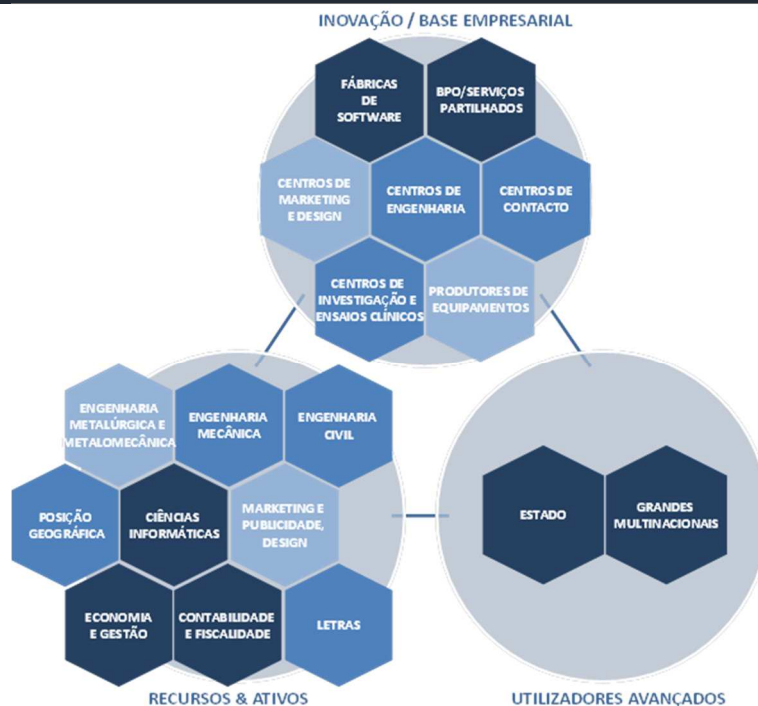 INOVAÇÃO / BASE EMPRESARIAL
FÁBRICAS
DE
SOFTWARE
BPO/SERVIÇOS
PARTILHADOS
CENTROS DE
MARKETING
E DESIGN
CENTROS DE
ENGENHARIA
CENTROS DE
CONTACTO
CENTROS DE
INVESTIGAÇÃO E
ENSAIOS CLÍNICOS
PRODUTORES DE
EQUIPAMENTOS
ENGENHARIA
METALÚRGICA E
METALOMECÂNICA
ENGENHARIA
MECÂNICA
ENGENHARIA
CIVIL
POSIÇÃO
GEOGRÁFICA
CIÊNCIAS
INFORMÁTICAS
MARKETING E
PUBLICIDADE,
DESIGN
ECONOMIA
E GESTÃO
CONTABILIDADE
E FISCALIDADE
LETRAS
RECURSOS & ATIVOS
ESTADO
GRANDES
MULTINACIONAIS
UTILIZADORES AVANÇADOS